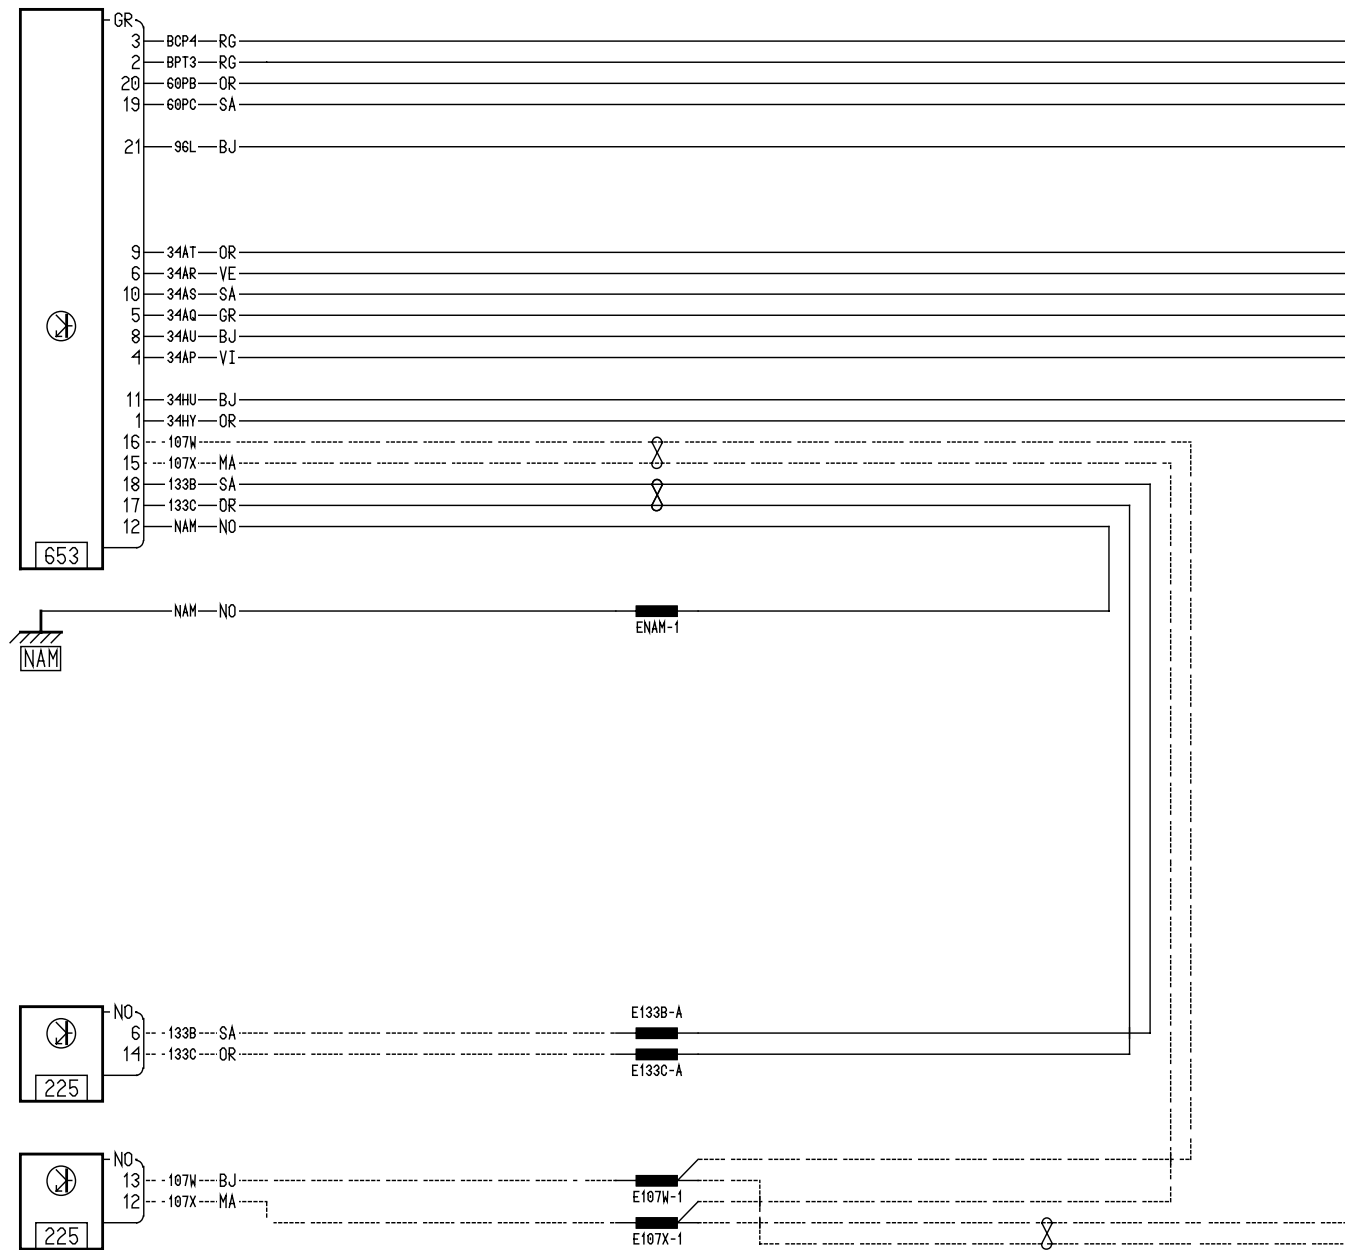 GR
3 BCP4 RG
2 BPT3 RG
20 60PB OR
19 60PC SA
21 96L BJ
9 34AT OR
6 34AR VE
10 34AS SA
5 34AQ GR
8 34AU BJ
4 34AP VI
11 34HU BJ
1 34HY OR
16 107W
15 107X MA
18 133B SA
17 133C OR
12 NAM NO
653
NAM NO
ENAM-1
NAM
NO
E133B-A
6 133B SA
14 133C OR
E133C-A
225
NO
13 107W BJ
E107W-1
12 107X MA
225
E107X-1